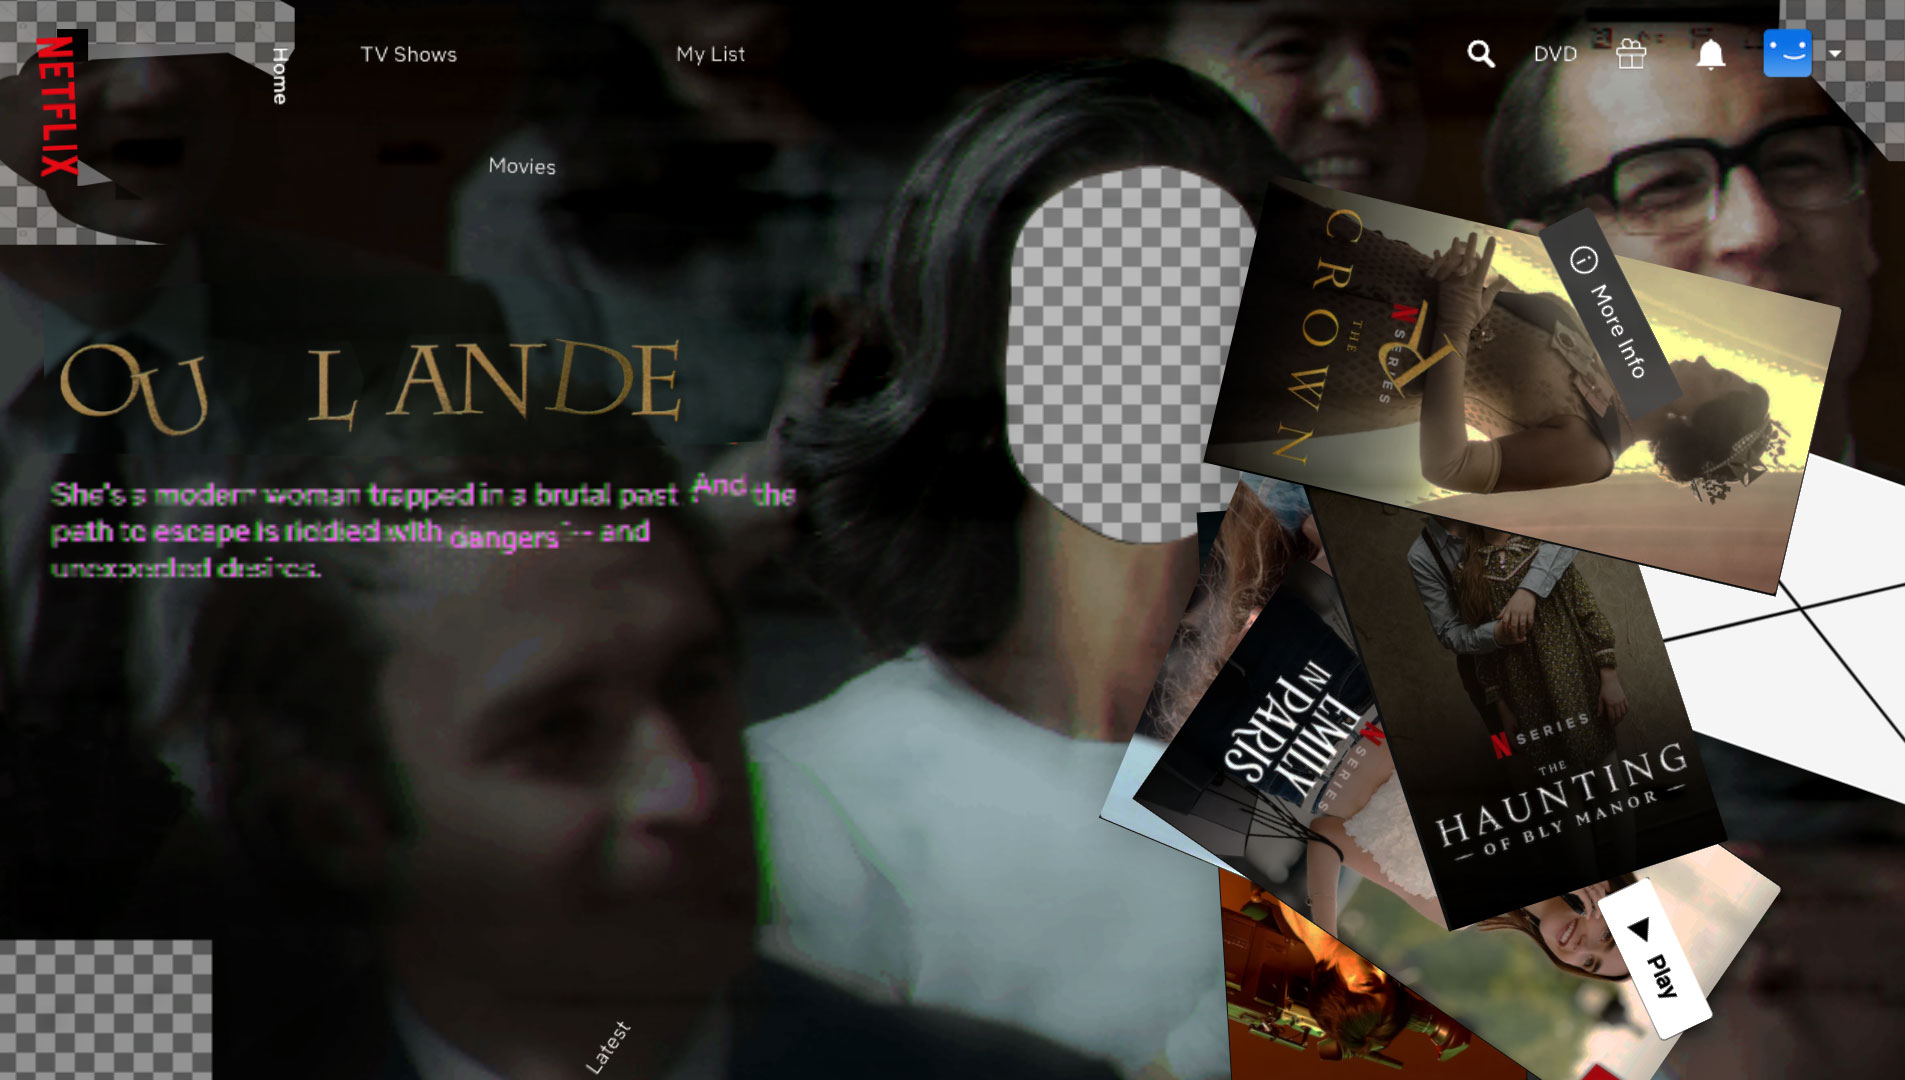 NETFLIX
Home
TV Shows
My List
DVD
Movies
OU LANDE
R
She's a modern woman trapped in a brutal past. And the
path to escape is riddled with dangers -- and
unexpected desires.
THE
CROWN
N SERIES
More Info
EMILY
IN PARIS
N SERIES
N SERIES
THE
HAUNTING
OF BLY MANOR
Play
Latest